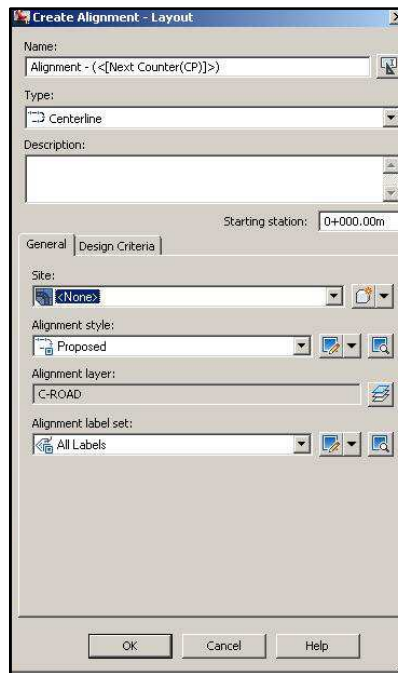 Create Alignment - Layout
Name:
Alignment - (<[Next Counter(CP)]>)
Type:
Centerline
Description:
Starting station: 0+000.00m
General Design Criteria
Site:
<None>
Alignment style:
Proposed
Alignment layer:
C-ROAD
Alignment label set:
All Labels
OK Cancel Help